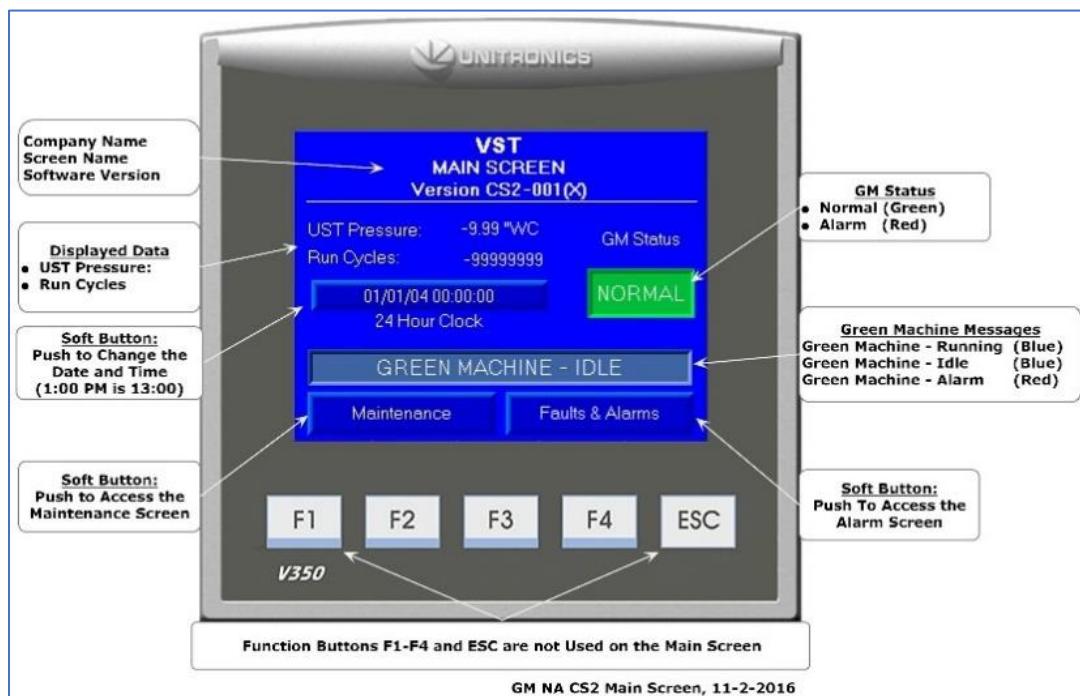 UNITRONICS
Company Name
Screen Name
Software Version
VST
MAIN SCREEN
Version CS2-001(X)
GM Status
• Normal (Green)
• Alarm (Red)
Displayed Data
• UST Pressure:
• Run Cycles
UST Pressure: -9.99 "WC
Run Cycles: -99999999
GM Status
NORMAL
01/01/04 00:00:00
24 Hour Clock
Soft Button:
Push to Change the
Date and Time
(1:00 PM is 13:00)
GREEN MACHINE - IDLE
Green Machine Messages
Green Machine - Running (Blue)
Green Machine - Idle (Blue)
Green Machine - Alarm (Red)
Maintenance
Faults & Alarms
Soft Button:
Push to Access the
Maintenance Screen
Soft Button:
Push To Access the
Alarm Screen
F1
F2
F3
F4
ESC
V350
Function Buttons F1-F4 and ESC are not Used on the Main Screen
GM NA CS2 Main Screen, 11-2-2016